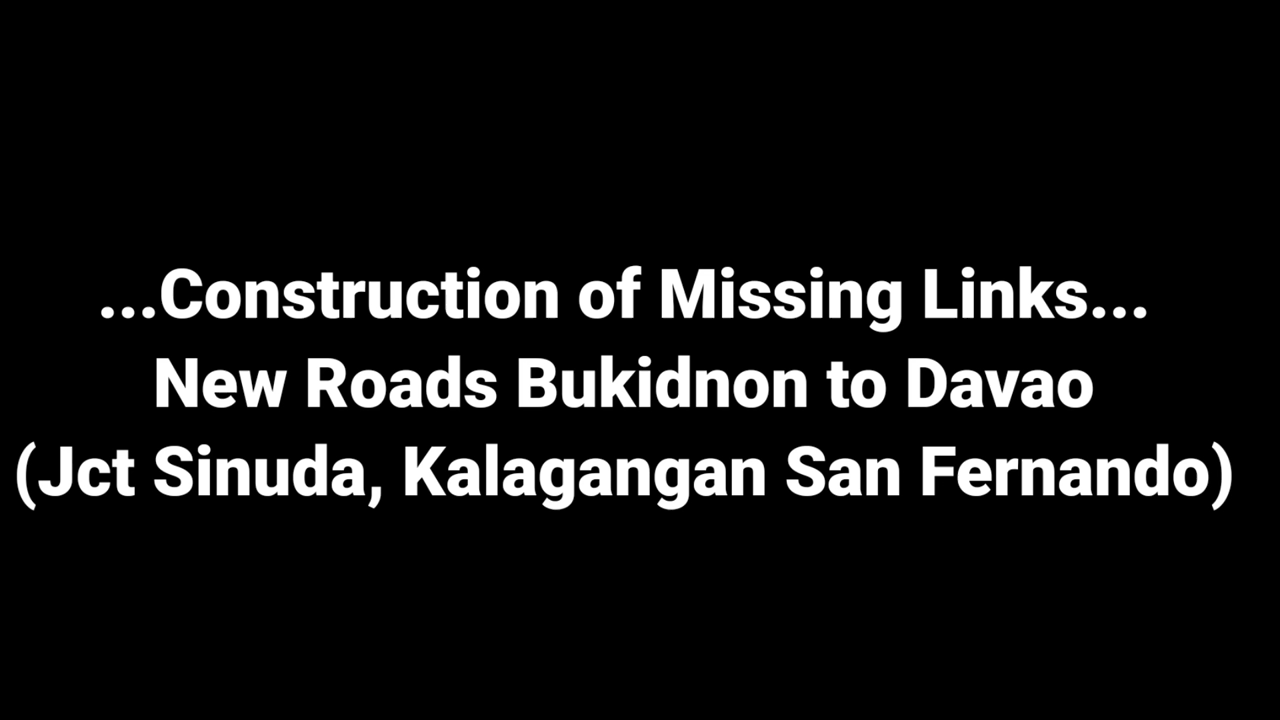 ...Construction of Missing Links...
New Roads Bukidnon to Davao
(Jct Sinuda, Kalagangan San Fernando)